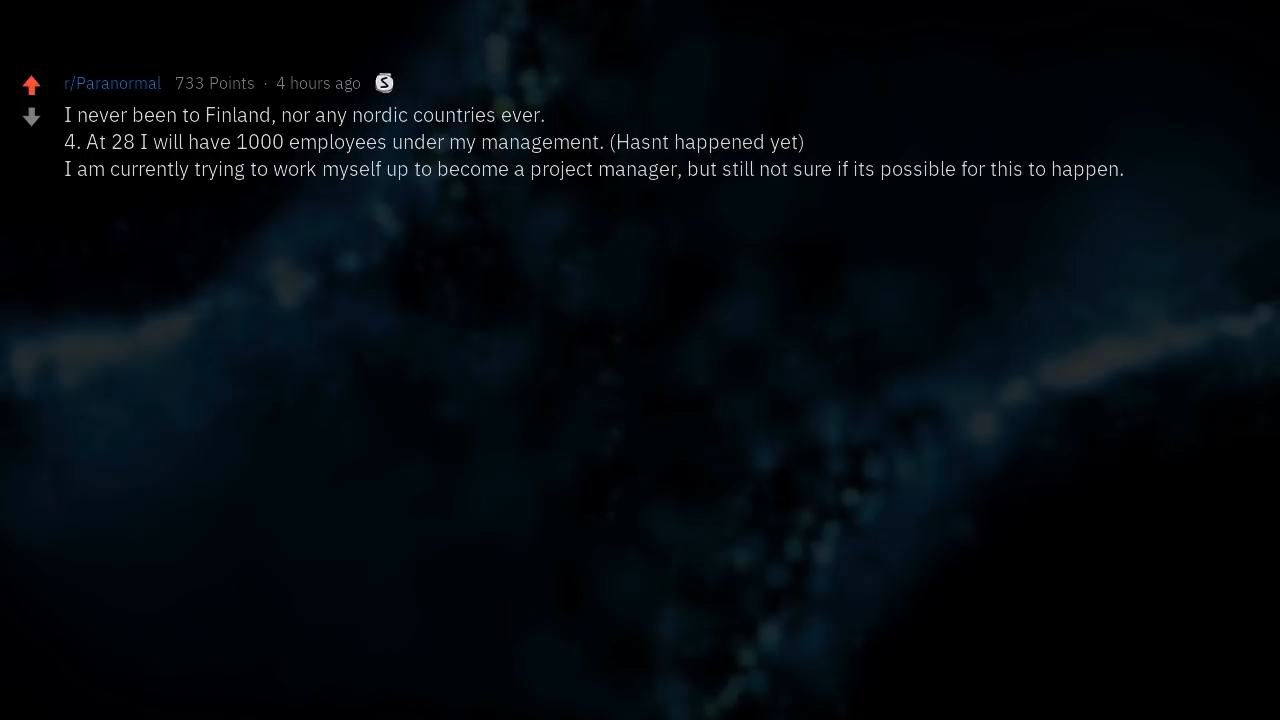 r/Paranormal 733 Points · 4 hours ago S
I never been to Finland, nor any nordic countries ever.
4. At 28 I will have 1000 employees under my management. (Hasnt happened yet)
I am currently trying to work myself up to become a project manager, but still not sure if its possible for this to happen.